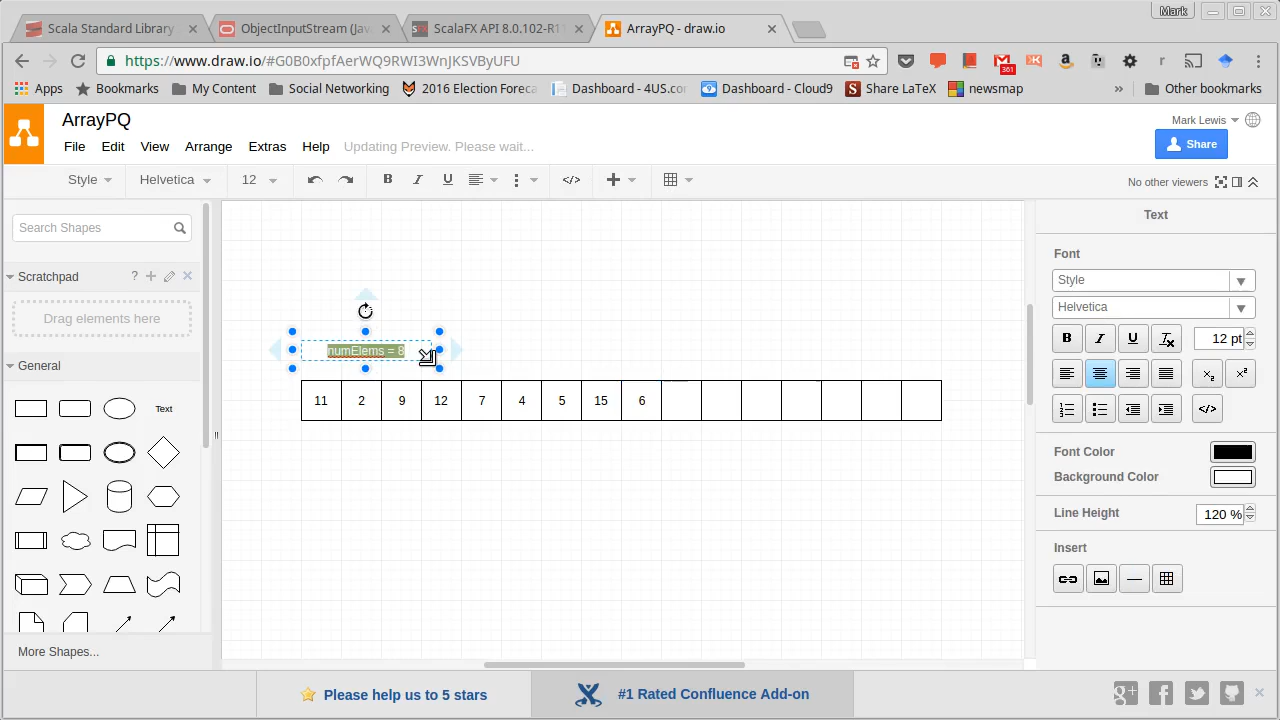 Mark
Scala Standard Library
ObjectInputStream (Jav
ScalaFX API 8.0.102-R1
ArrayPQ - draw.io
https://www.draw.io/#G0B0xfpfAerWQ9RWI3WnJKSVByUFU
361
Apps
Bookmarks
My Content
Social Networking
2016 Election Foreca
Dashboard - 4US.co
Dashboard - Cloud9
Share LaTeX
newsmap
»
Other bookmarks
ArrayPQ
Mark Lewis
File Edit View Arrange Extras Help Updating Preview. Please wait...
Share
Style
Helvetica
12
B I U
</>
No other viewers
Search Shapes
Text
Scratchpad
?
Drag elements here
General
Text
More Shapes...
numElems = 8
11 2 9 12 7 4 5 15 6
Font
Style
Helvetica
B I U Tx
12 pt
</>
Font Color
Background Color
Line Height
120 %
Insert
Please help us to 5 stars
#1 Rated Confluence Add-on